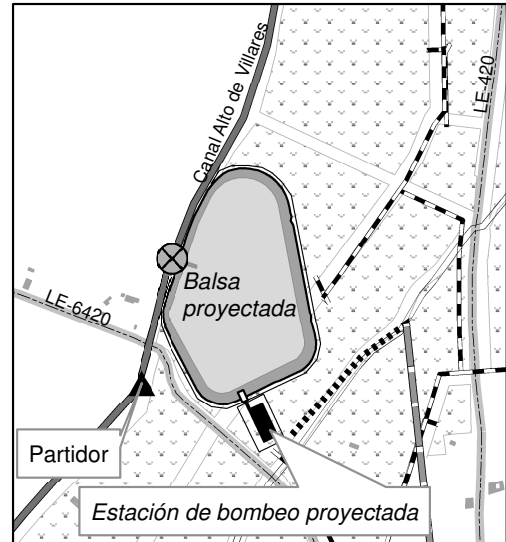 Canal Alto de Villares
LE-420
Balsa
proyectada
LE-6420
Partidor
Estación de bombeo proyectada